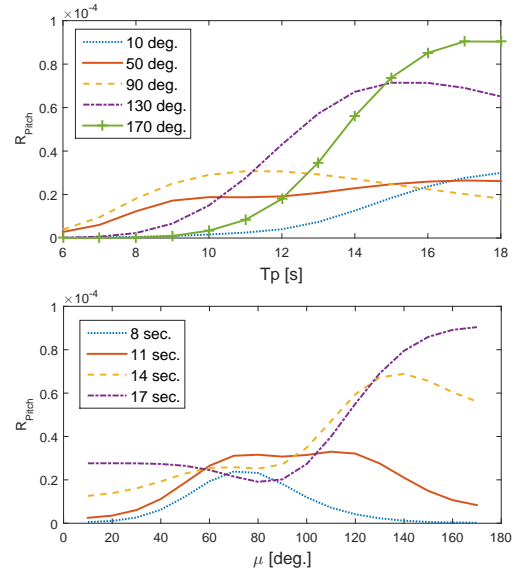 ×10⁻⁴
1
0.8
0.6
0.4
0.2
0
R_Pitch
10 deg.
50 deg.
90 deg.
130 deg.
170 deg.
6 8 10 12 14 16 18
Tp [s]
×10⁻⁴
1
0.8
0.6
0.4
0.2
0
R_Pitch
8 sec.
11 sec.
14 sec.
17 sec.
0 20 40 60 80 100 120 140 160 180
μ [deg.]